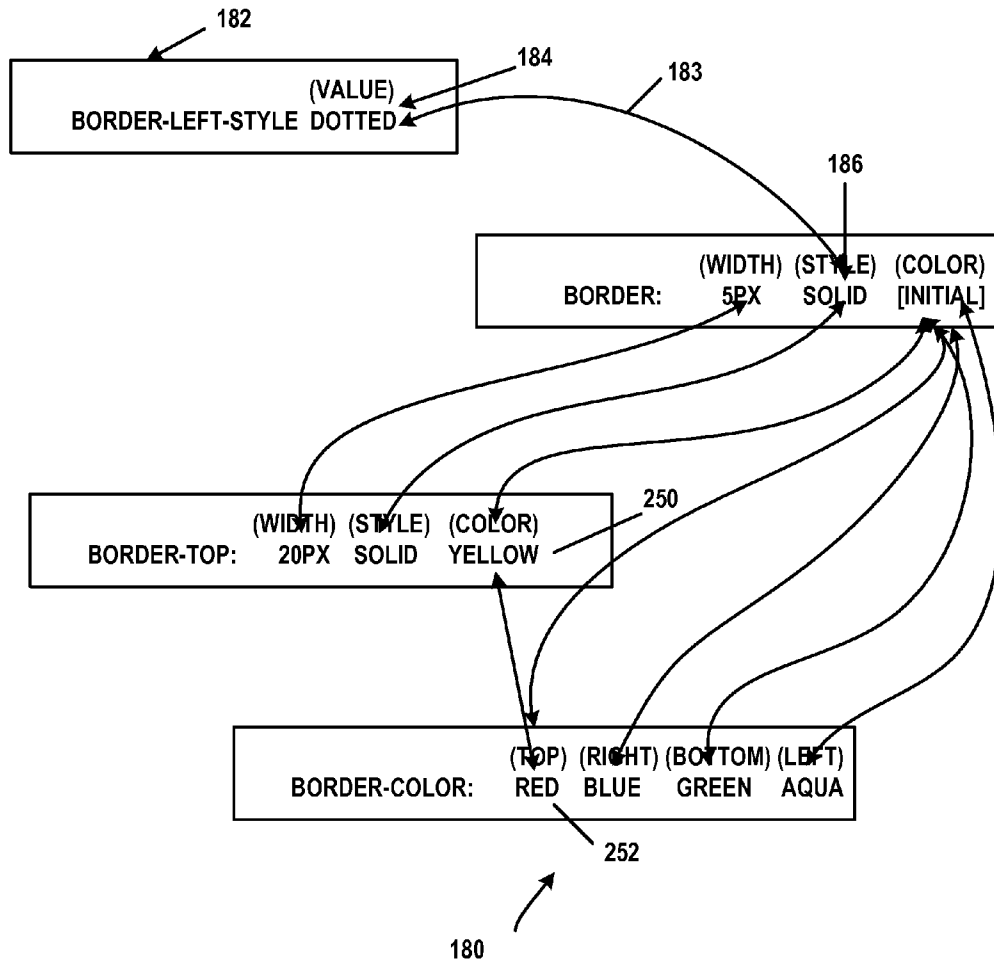 182
(VALUE)
184
183
BORDER-LEFT-STYLE DOTTED
186
(WIDTH) (STYLE) (COLOR)
BORDER: 5PX SOLID [INITIAL]
(WIDTH) (STYLE) (COLOR)
250
BORDER-TOP: 20PX SOLID YELLOW
(TOP) (RIGHT) (BOTTOM) (LEFT)
BORDER-COLOR: RED BLUE GREEN AQUA
252
180